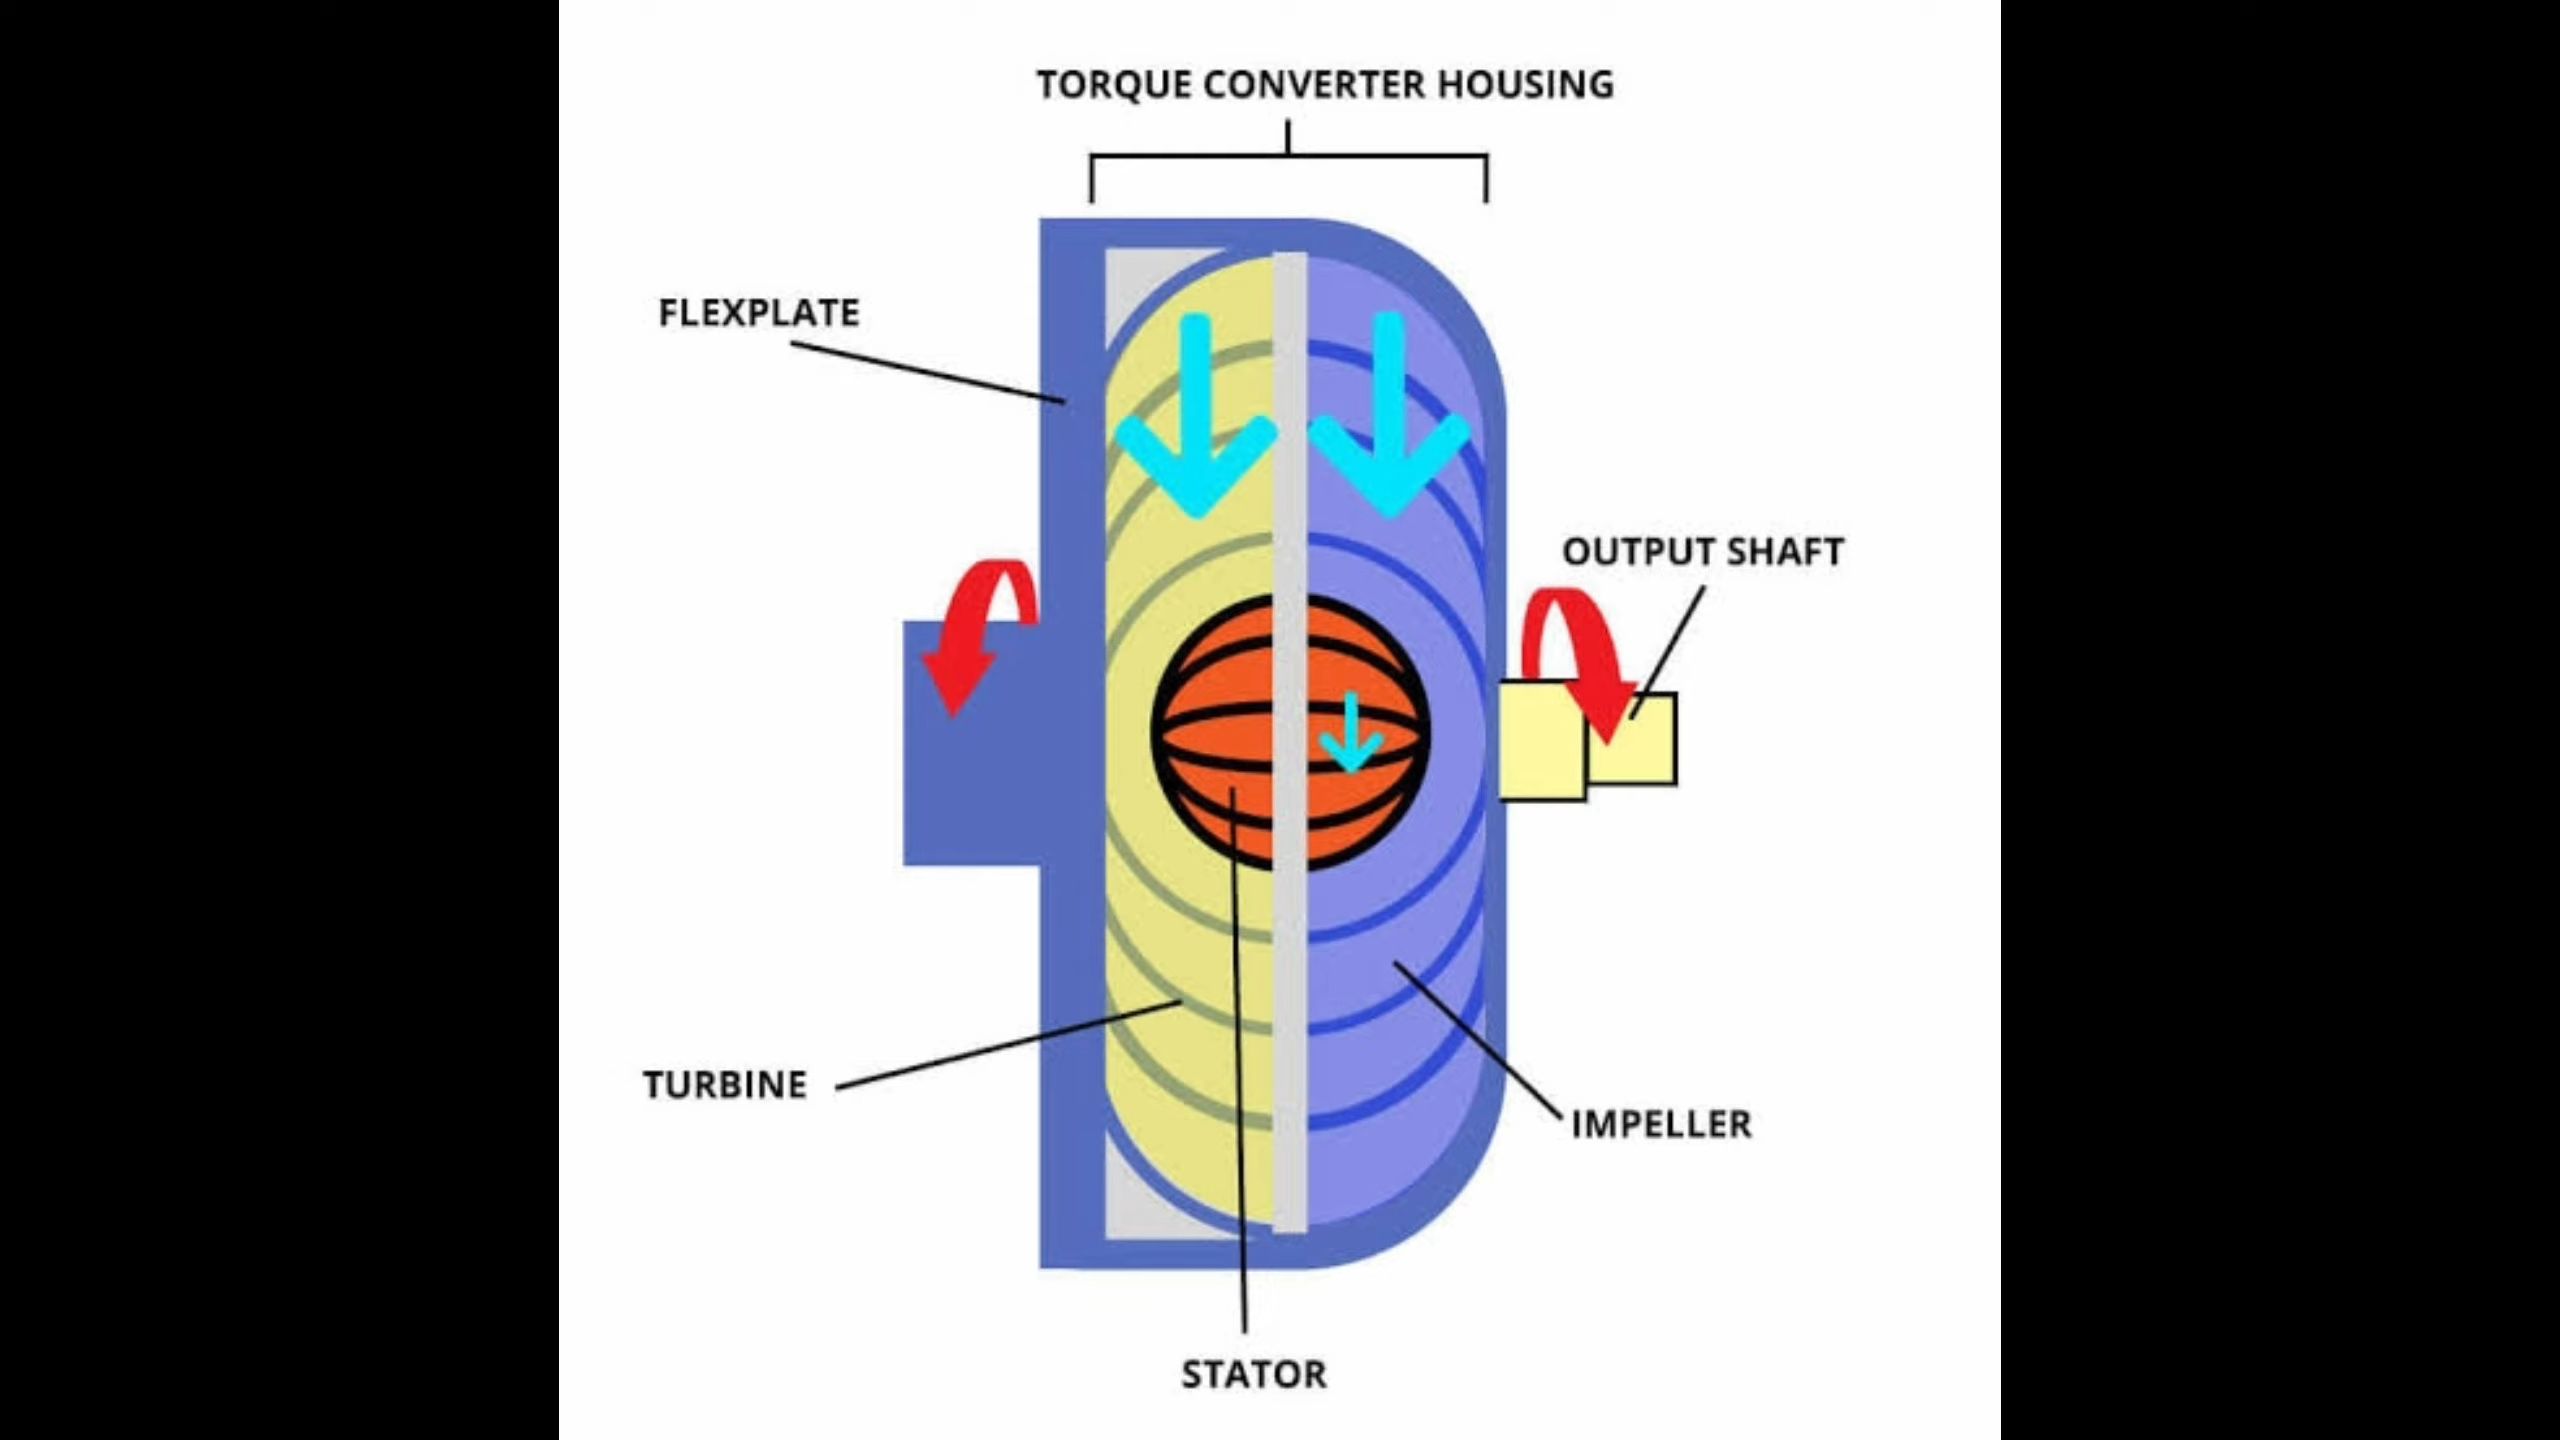 TORQUE CONVERTER HOUSING
FLEXPLATE
OUTPUT SHAFT
TURBINE
IMPELLER
STATOR